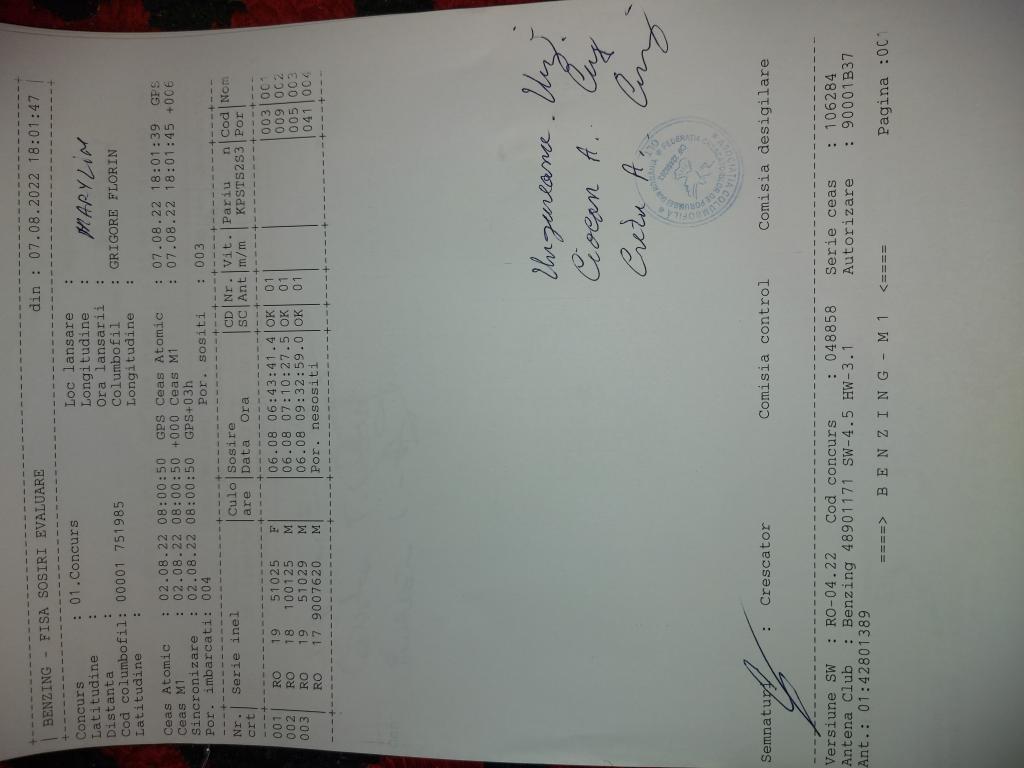 BENZING - FISA SOSIRI EVALUARE din : 07.08.2022 18:01:47
Concurs : 01.Concurs Loc lansare : MARYLIM
Latitudine : Longitudine :
Distanta : Ora lansarii :
Cod columbofil: 00001 751985 Columbofil : GRIGORE FLORIN
Latitudine : Longitudine :
Ceas Atomic : 02.08.22 08:00:50 GPS Ceas Atomic : 07.08.22 18:01:39 GPS
Ceas M1 : 02.08.22 08:00:50 +000 Ceas M1 : 07.08.22 18:01:45 +006
Sincronizare : 02.08.22 08:00:50 GPS+03h
Por. imbarcati: 004 Por. sositi : 003
Nr. | Serie inel | Culo | Sosire | CD | Nr. | Vit. | Pariu n | Cod | Nom
crt | are | Data Ora | SC | Ant | m/m | KPSTS2S3 | Por |
001 | RO 19 51025 F | 06.08 06:43:41.4 | OK | 01 | 003 | 001
002 | RO 18 100125 M | 06.08 07:10:27.5 | OK | 01 | 009 | 002
003 | RO 19 51029 M | 06.08 09:32:59.0 | OK | 01 | 005 | 003
RO 17 9007620 M | Por. nesositi | 041 | 004
Ungureanu.
Ciocan A.
Crețu A.
Semnaturi : Crescator Comisia control Comisia desigilare
Versiune SW : RO-04.22 Cod concurs : 048858 Serie ceas : 106284
Antena Club : Benzing 48901171 SW-4.5 HW-3.1 Autorizare : 90001B37
Ant.: 01:42801389
====> B E N Z I N G - M 1 <==== Pagina :001